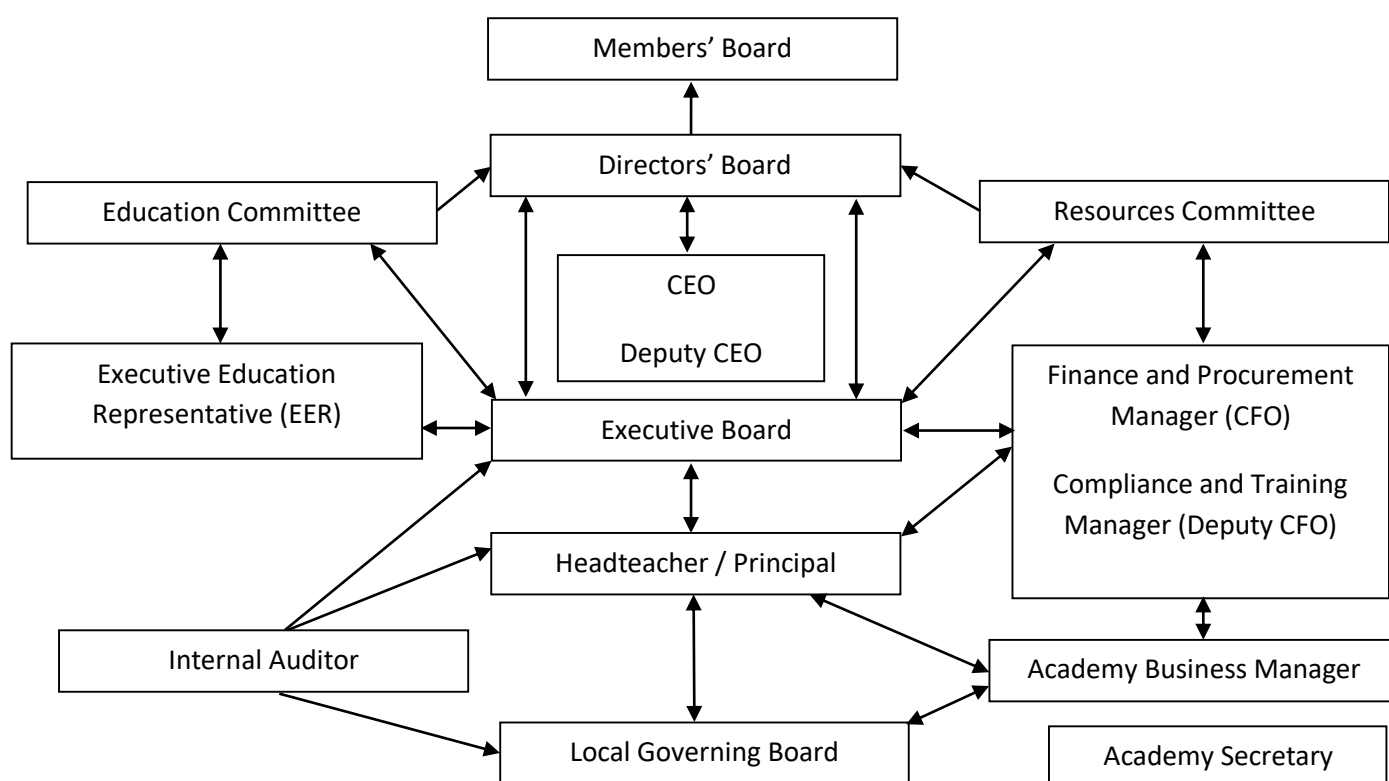 Members’ Board
Directors’ Board
Education Committee
Resources Committee
CEO
Deputy CEO
Executive Education
Representative (EER)
Executive Board
Finance and Procurement
Manager (CFO)
Compliance and Training
Manager (Deputy CFO)
Headteacher / Principal
Internal Auditor
Academy Business Manager
Local Governing Board
Academy Secretary